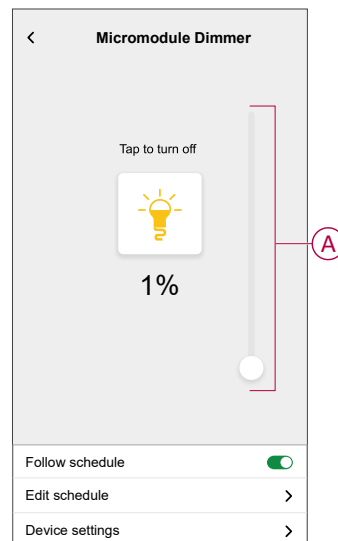 Micromodule Dimmer
Tap to turn off
1%
A
Follow schedule
Edit schedule
Device settings